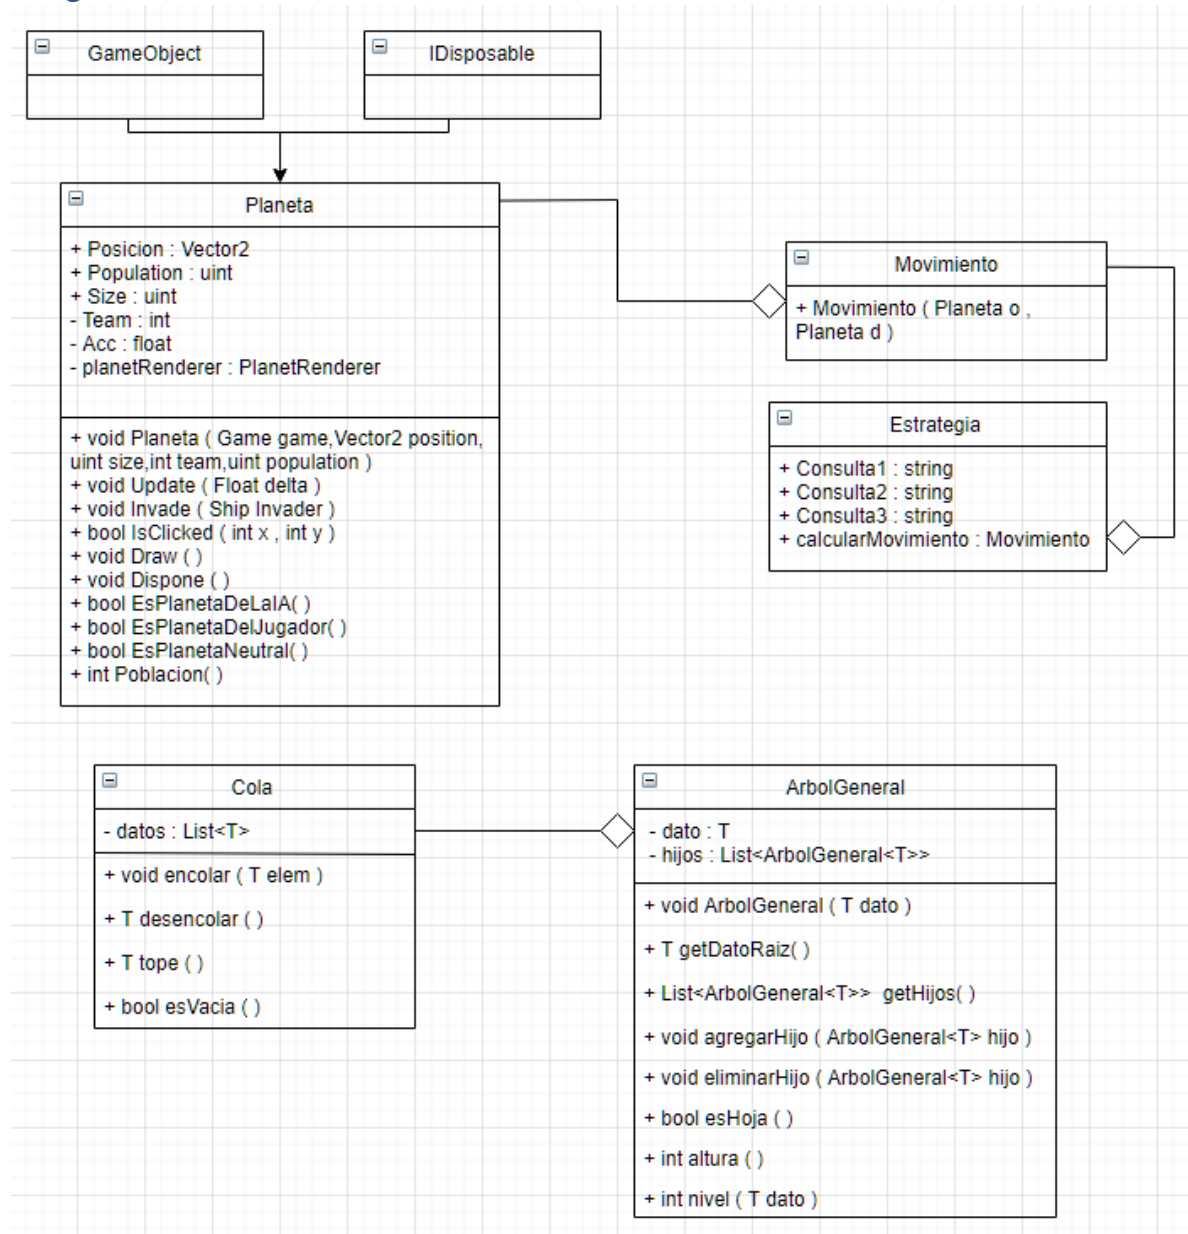 GameObject
IDisposable
Planeta
+ Posicion : Vector2
+ Population : uint
+ Size : uint
- Team : int
- Acc : float
- planetRenderer : PlanetRenderer
+ void Planeta ( Game game,Vector2 position,
uint size,int team,uint population )
+ void Update ( Float delta )
+ void Invade ( Ship Invader )
+ bool IsClicked ( int x , int y )
+ void Draw ( )
+ void Dispone ( )
+ bool EsPlanetaDeLaIA( )
+ bool EsPlanetaDelJugador( )
+ bool EsPlanetaNeutral( )
+ int Poblacion( )
Movimiento
+ Movimiento ( Planeta o ,
Planeta d )
Estrategia
+ Consulta1 : string
+ Consulta2 : string
+ Consulta3 : string
+ calcularMovimiento : Movimiento
Cola
- datos : List<T>
+ void encolar ( T elem )
+ T desencolar ( )
+ T tope ( )
+ bool esVacia ( )
ArbolGeneral
- dato : T
- hijos : List<ArbolGeneral<T>>
+ void ArbolGeneral ( T dato )
+ T getDatoRaiz( )
+ List<ArbolGeneral<T>> getHijos( )
+ void agregarHijo ( ArbolGeneral<T> hijo )
+ void eliminarHijo ( ArbolGeneral<T> hijo )
+ bool esHoja ( )
+ int altura ( )
+ int nivel ( T dato )